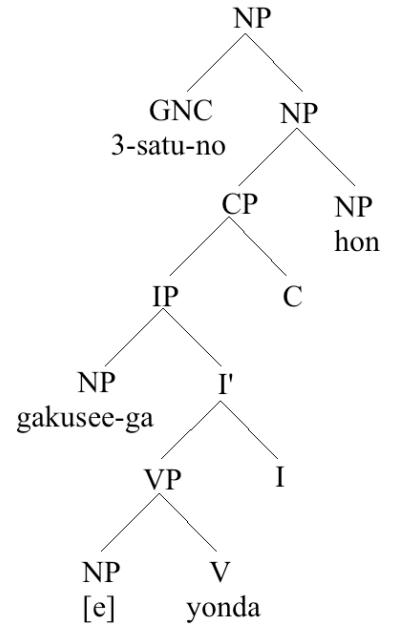 NP
GNC NP
3-satu-no
CP NP
hon
IP C
NP I'
gakusee-ga
VP I
NP V
[e] yonda